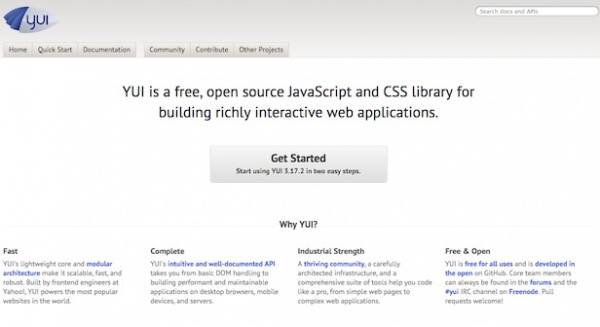 YUI
Search docs and APIs
Home Quick Start Documentation Community Contribute Other Projects
YUI is a free, open source JavaScript and CSS library for
building richly interactive web applications.
Get Started
Start using YUI 3.17.2 in two easy steps.
Why YUI?
Fast
YUI's lightweight core and modular
architecture make it scalable, fast, and
robust. Built by frontend engineers at
Yahoo!, YUI powers the most popular
websites in the world.
Complete
YUI's intuitive and well-documented API
takes you from basic DOM handling to
building performant and maintainable
applications on desktop browsers, mobile
devices, and servers.
Industrial Strength
A thriving community, a carefully
architected infrastructure, and a
comprehensive suite of tools help you code
like a pro, from simple web pages to
complex web applications.
Free & Open
YUI is free for all uses and is developed in
the open on GitHub. Core team members
can always be found in the forums and the
#yui IRC channel on Freenode. Pull
requests welcome!